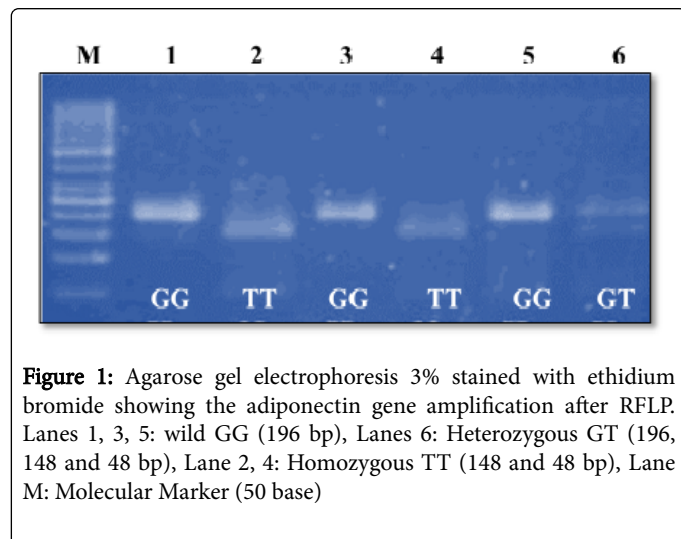 M 1 2 3 4 5 6
GG TT GG TT GG GT
Figure 1: Agarose gel electrophoresis 3% stained with ethidium
bromide showing the adiponectin gene amplification after RFLP.
Lanes 1, 3, 5: wild GG (196 bp), Lanes 6: Heterozygous GT (196,
148 and 48 bp), Lane 2, 4: Homozygous TT (148 and 48 bp), Lane
M: Molecular Marker (50 base)